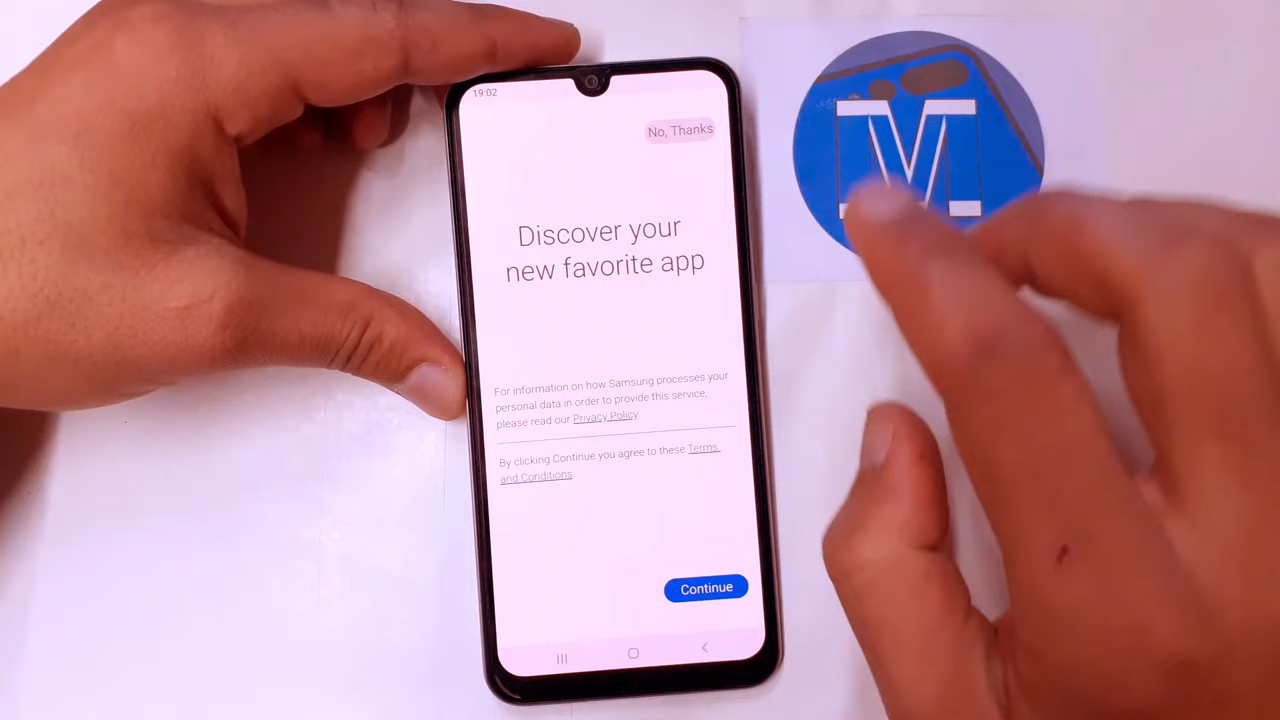 19:02
No, Thanks
Discover your
new favorite app
For information on how Samsung processes your
personal data in order to provide this service,
please read our Privacy Policy
By clicking Continue you agree to these Terms
and Conditions
Continue
M